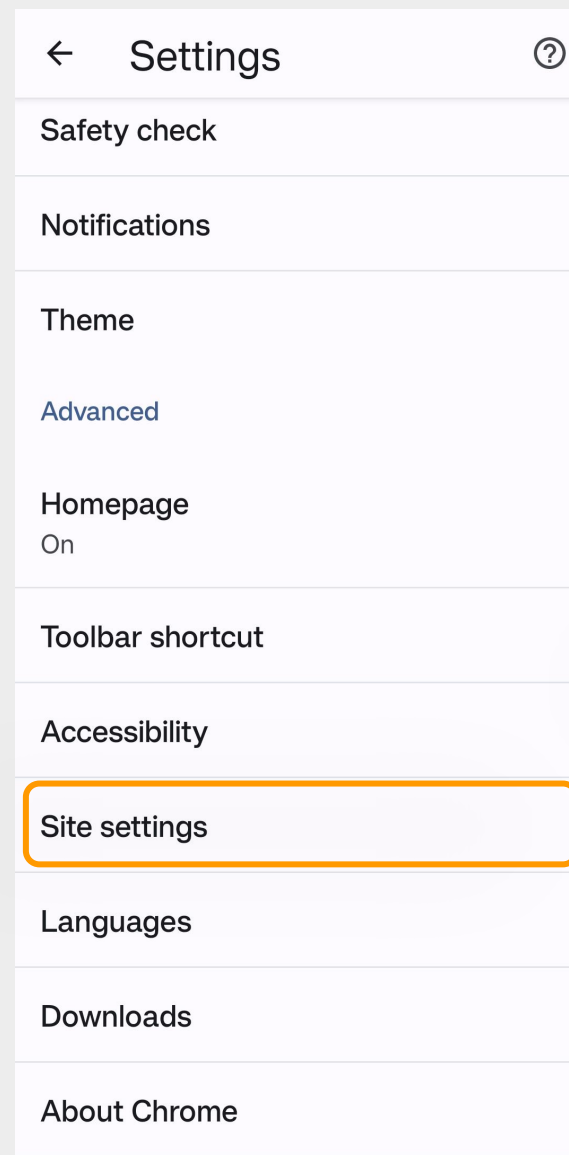 Settings
Safety check
Notifications
Theme
Advanced
Homepage
On
Toolbar shortcut
Accessibility
Site settings
Languages
Downloads
About Chrome